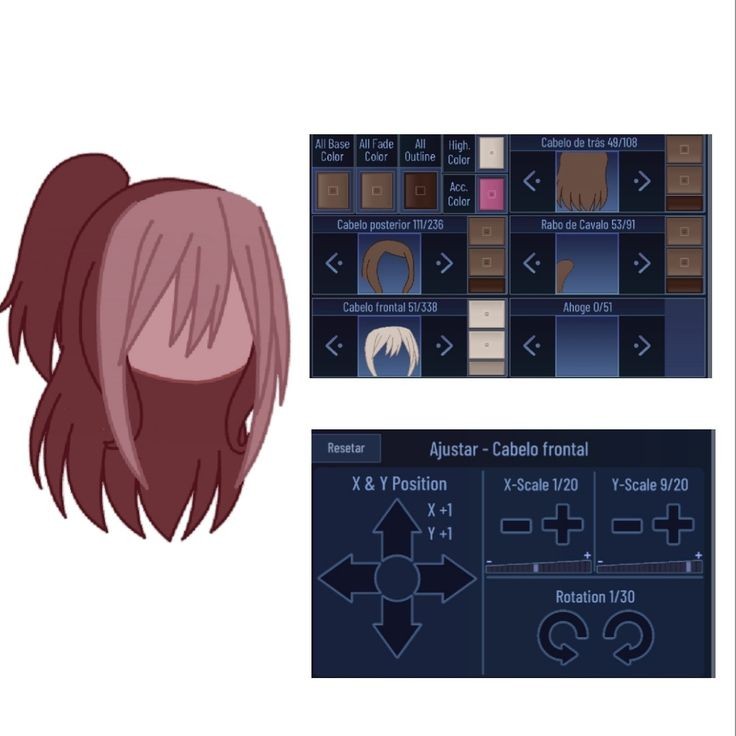 All Base Color
All Fade Color
All Outline
High. Color
Acc. Color
Cabelo de trás 49/108
Cabelo posterior 111/236
Rabo de Cavalo 53/91
Cabelo frontal 51/338
Ahoge 0/51
Resetar
Ajustar - Cabelo frontal
X & Y Position
X +1
Y +1
X-Scale 1/20
Y-Scale 9/20
- +
- +
Rotation 1/30